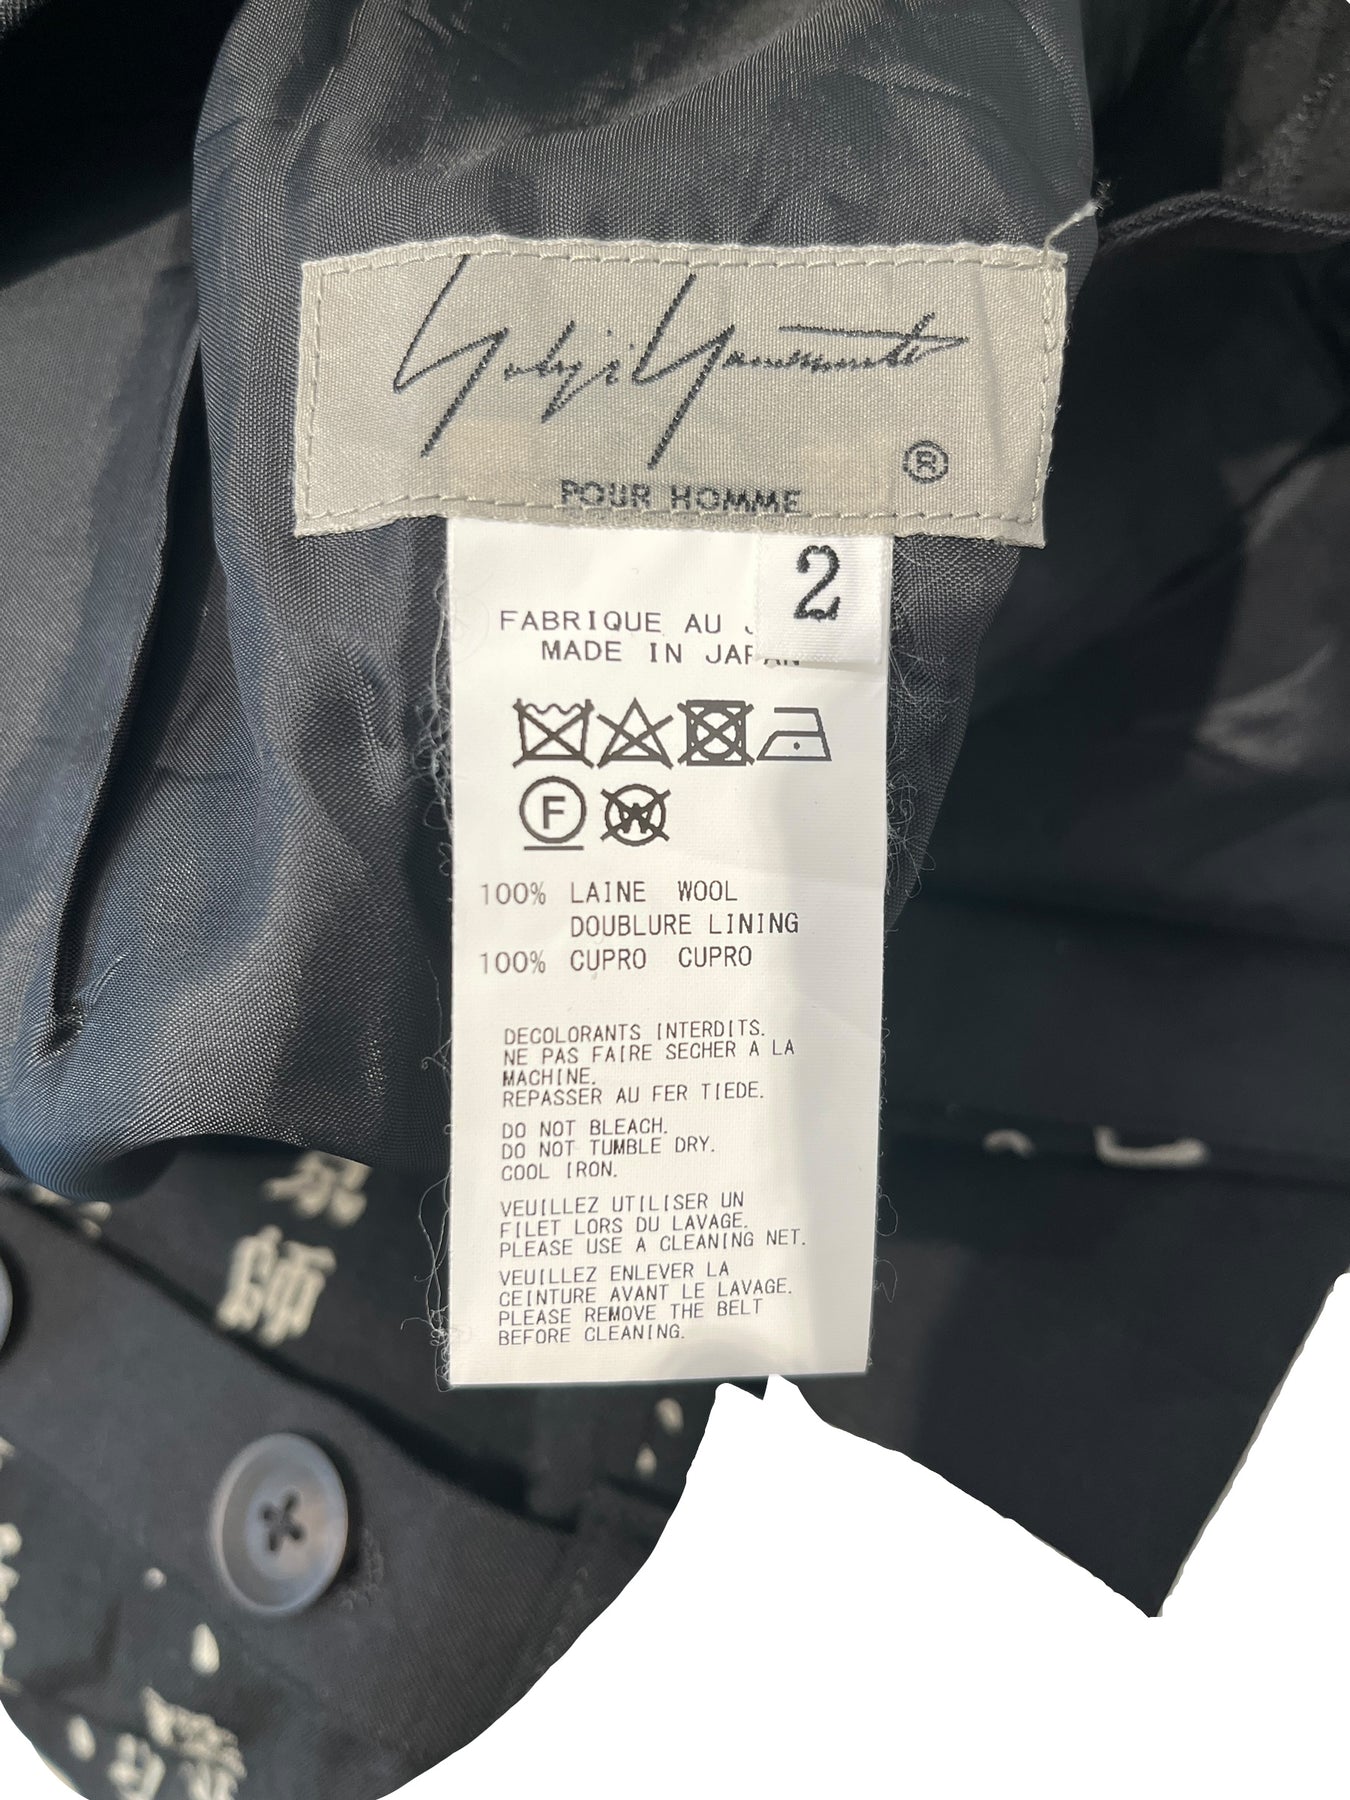 Yohji Yamamoto
®
POUR HOMME
2
FABRIQUE AU
MADE IN JAPAN
F
W
100% LAINE WOOL
DOUBLURE LINING
100% CUPRO CUPRO
DECOLORANTS INTERDITS.
NE PAS FAIRE SECHER A LA
MACHINE.
REPASSER AU FER TIEDE.
DO NOT BLEACH.
DO NOT TUMBLE DRY.
COOL IRON.
VEUILLEZ UTILISER UN
FILET LORS DU LAVAGE.
PLEASE USE A CLEANING NET.
VEUILLEZ ENLEVER LA
CEINTURE AVANT LE LAVAGE.
PLEASE REMOVE THE BELT
BEFORE CLEANING.